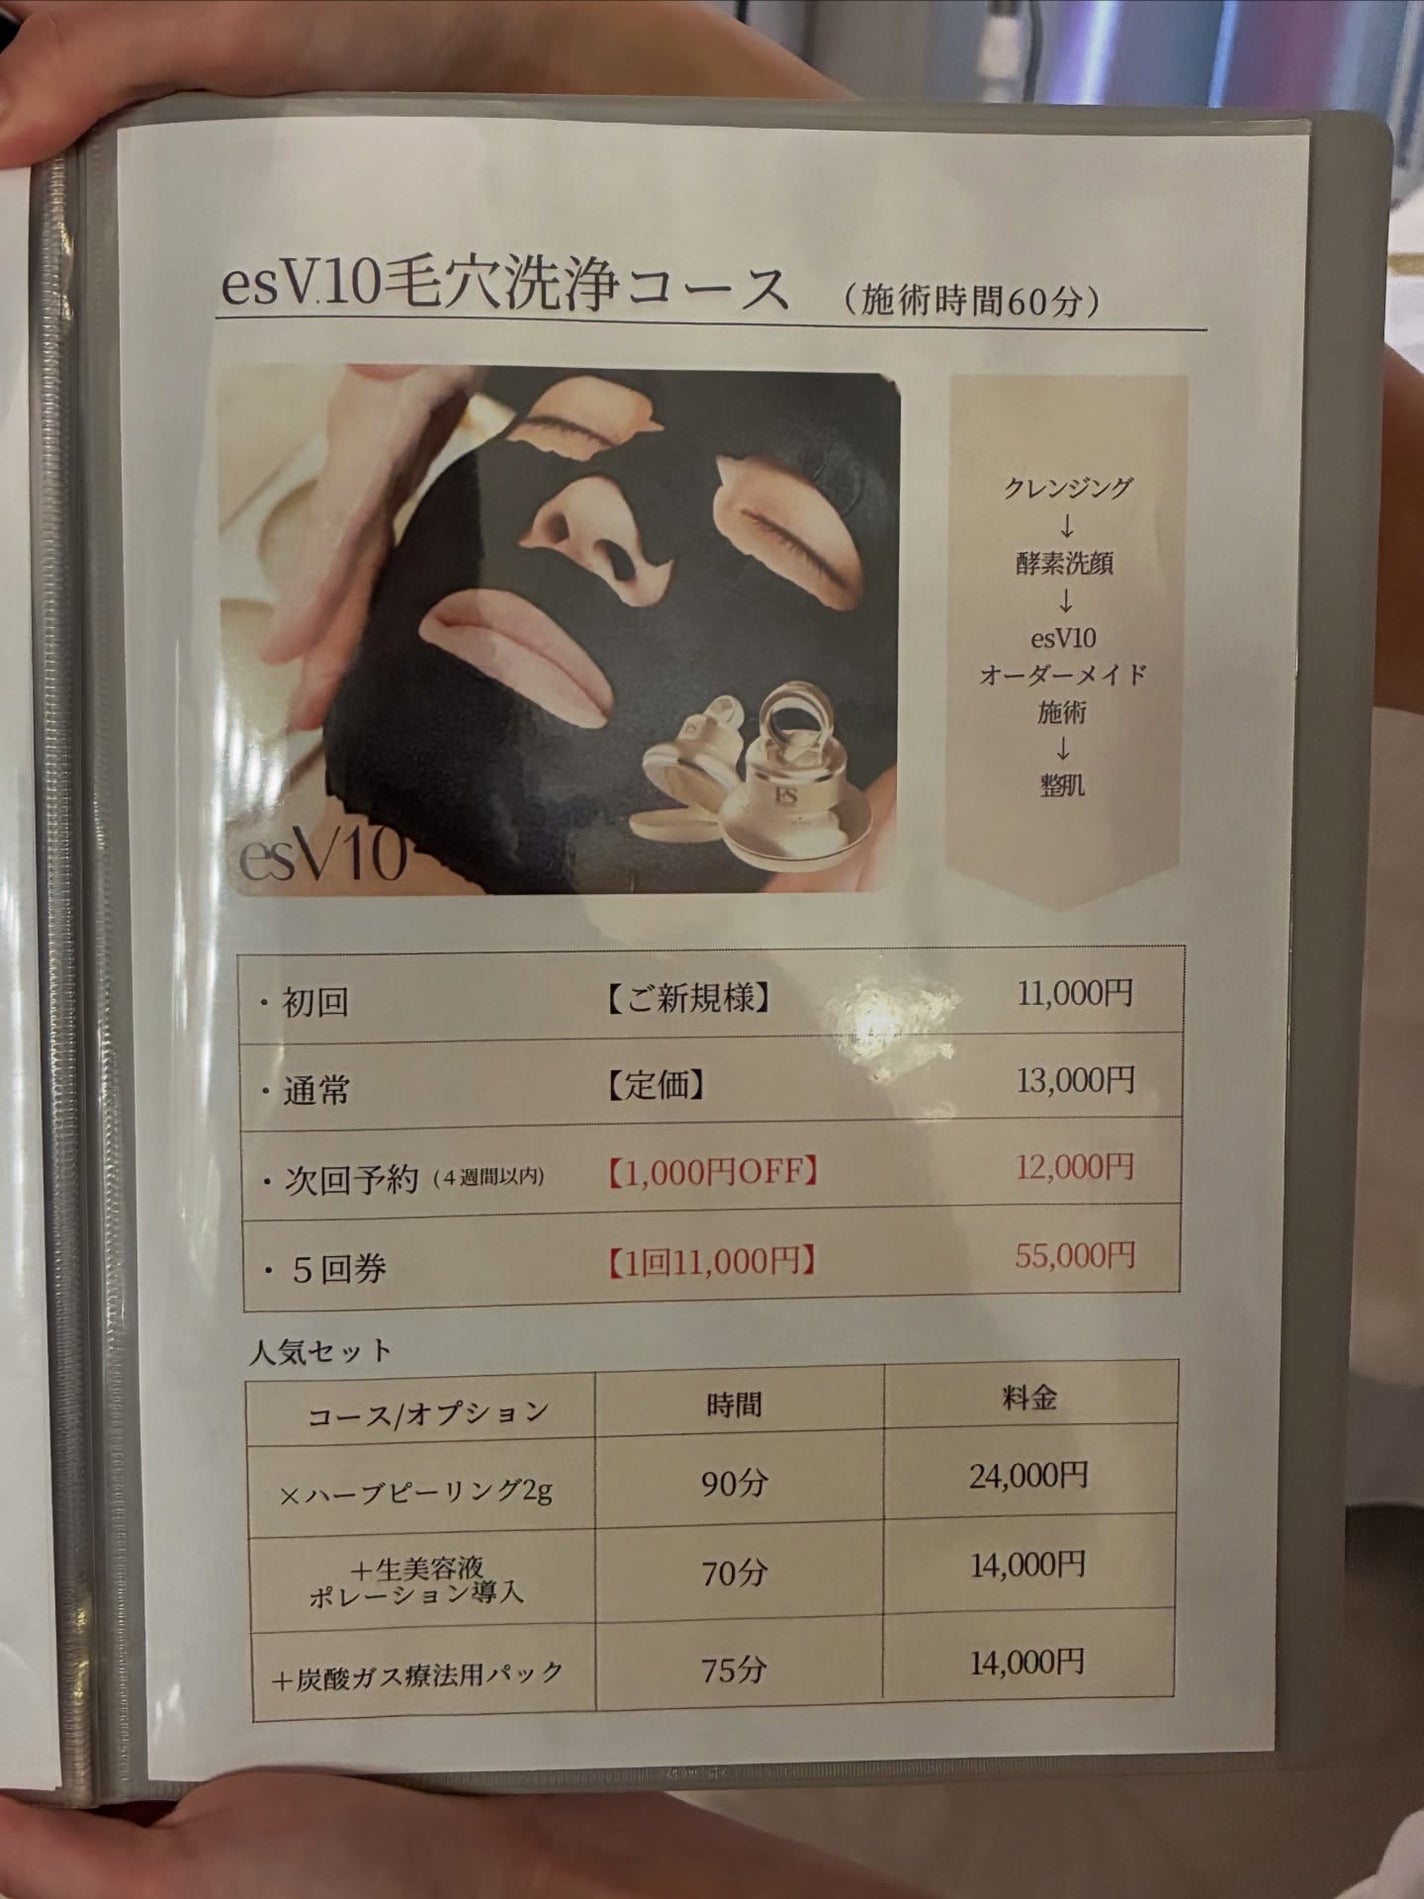 esV.10毛穴洗浄コース （施術時間60分）
クレンジング
↓
酵素洗顔
↓
esV10
オーダーメイド
施術
↓
整肌
ES
esV10
・初回 【ご新規様】 11,000円
・通常 【定価】 13,000円
・次回予約 (４週間以内) 【1,000円OFF】 12,000円
・５回券 【1回11,000円】 55,000円
人気セット
コース/オプション 時間 料金
×ハーブピーリング2g 90分 24,000円
＋生美容液
ポレーション導入 70分 14,000円
＋炭酸ガス療法用パック 75分 14,000円